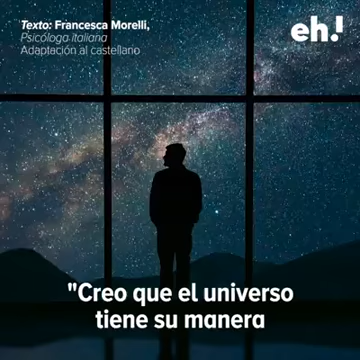 Texto: Francesca Morelli,
Psicóloga italiana
Adaptación al castellano
eh!
"Creo que el universo
tiene su manera